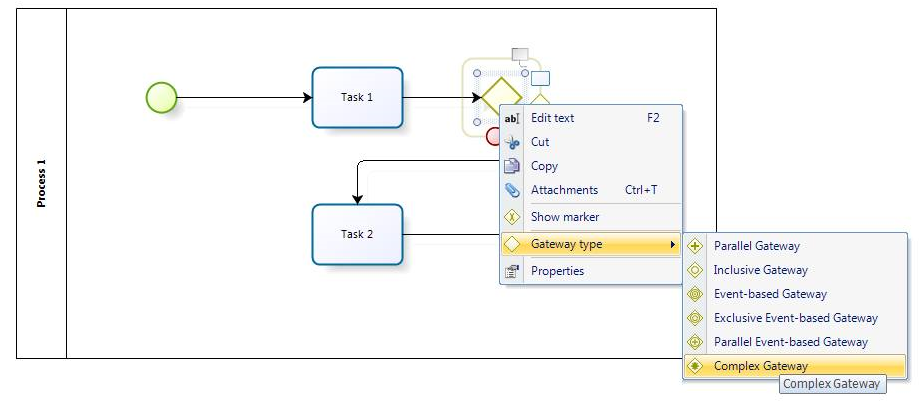 Process 1
Task 1
Task 2
Edit text F2
Cut
Copy
Attachments Ctrl+T
Show marker
Gateway type
Properties
Parallel Gateway
Inclusive Gateway
Event-based Gateway
Exclusive Event-based Gateway
Parallel Event-based Gateway
Complex Gateway
Complex Gateway